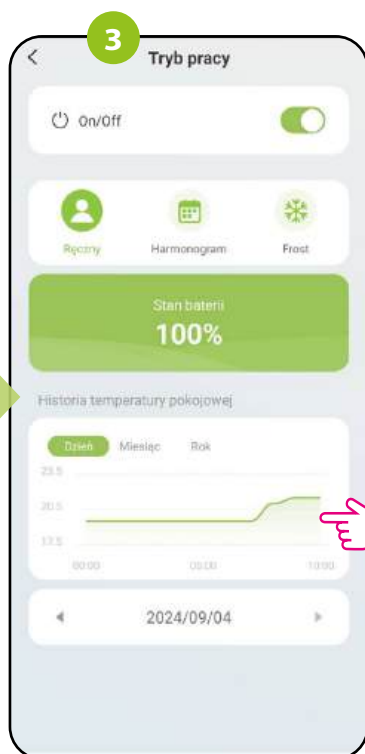 3
Tryb pracy
On/Off
Ręczny Harmonogram Frost
Stan baterii
100%
Historia temperatury pokojowej
Dzień Miesiąc Rok
23.5
20.5
17.5
00:00 05:00 10:00
2024/09/04